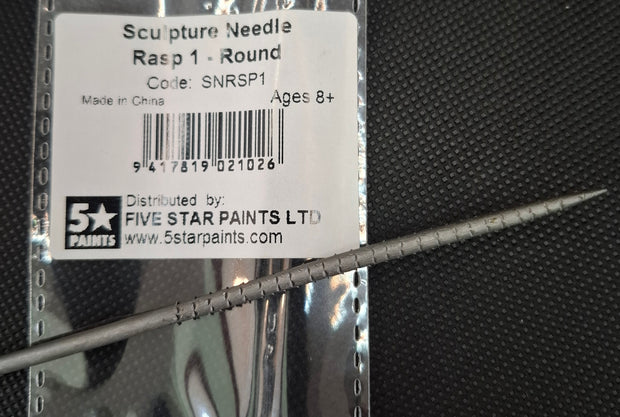 Sculpture Needle
Rasp 1 - Round
Code: SNRSP1
Made in China
Ages 8+
9 417819 021026
5★ PAINTS
Distributed by:
FIVE STAR PAINTS LTD
www.5starpaints.com